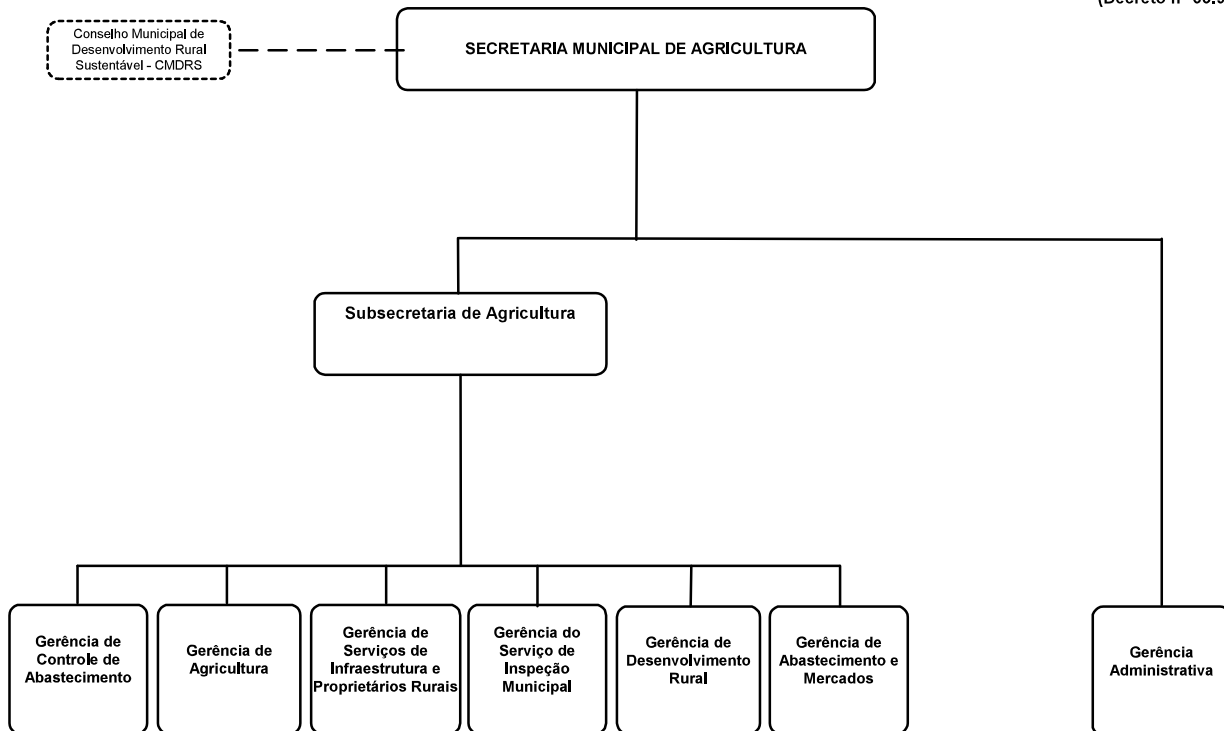 (Decreto nº
Conselho Municipal de
Desenvolvimento Rural
Sustentável - CMDRS
SECRETARIA MUNICIPAL DE AGRICULTURA
Subsecretaria de Agricultura
Gerência de
Controle de
Abastecimento
Gerência de
Agricultura
Gerência de
Serviços de
Infraestrutura e
Proprietários Rurais
Gerência do
Serviço de
Inspeção
Municipal
Gerência de
Desenvolvimento
Rural
Gerência de
Abastecimento e
Mercados
Gerência
Administrativa